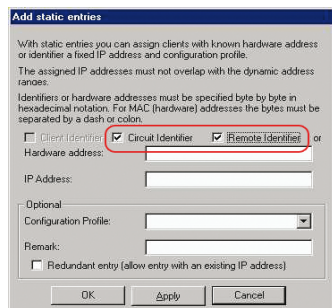 Add static entries
With static entries you can assign clients with known hardware address
or identifier a fixed IP address and configuration profile.
The assigned IP addresses must not overlap with the dynamic address
ranges.
Identifiers or hardware addresses must be specified byte by byte in
hexadecimal notation. For MAC (hardware) addresses the bytes must be
separated by a dash or colon.
Client Identifier Circuit Identifier Remote Identifier or
Hardware address:
IP Address:
Optional
Configuration Profile:
Remark:
Redundant entry (allow entry with an existing IP address)
OK Apply Cancel